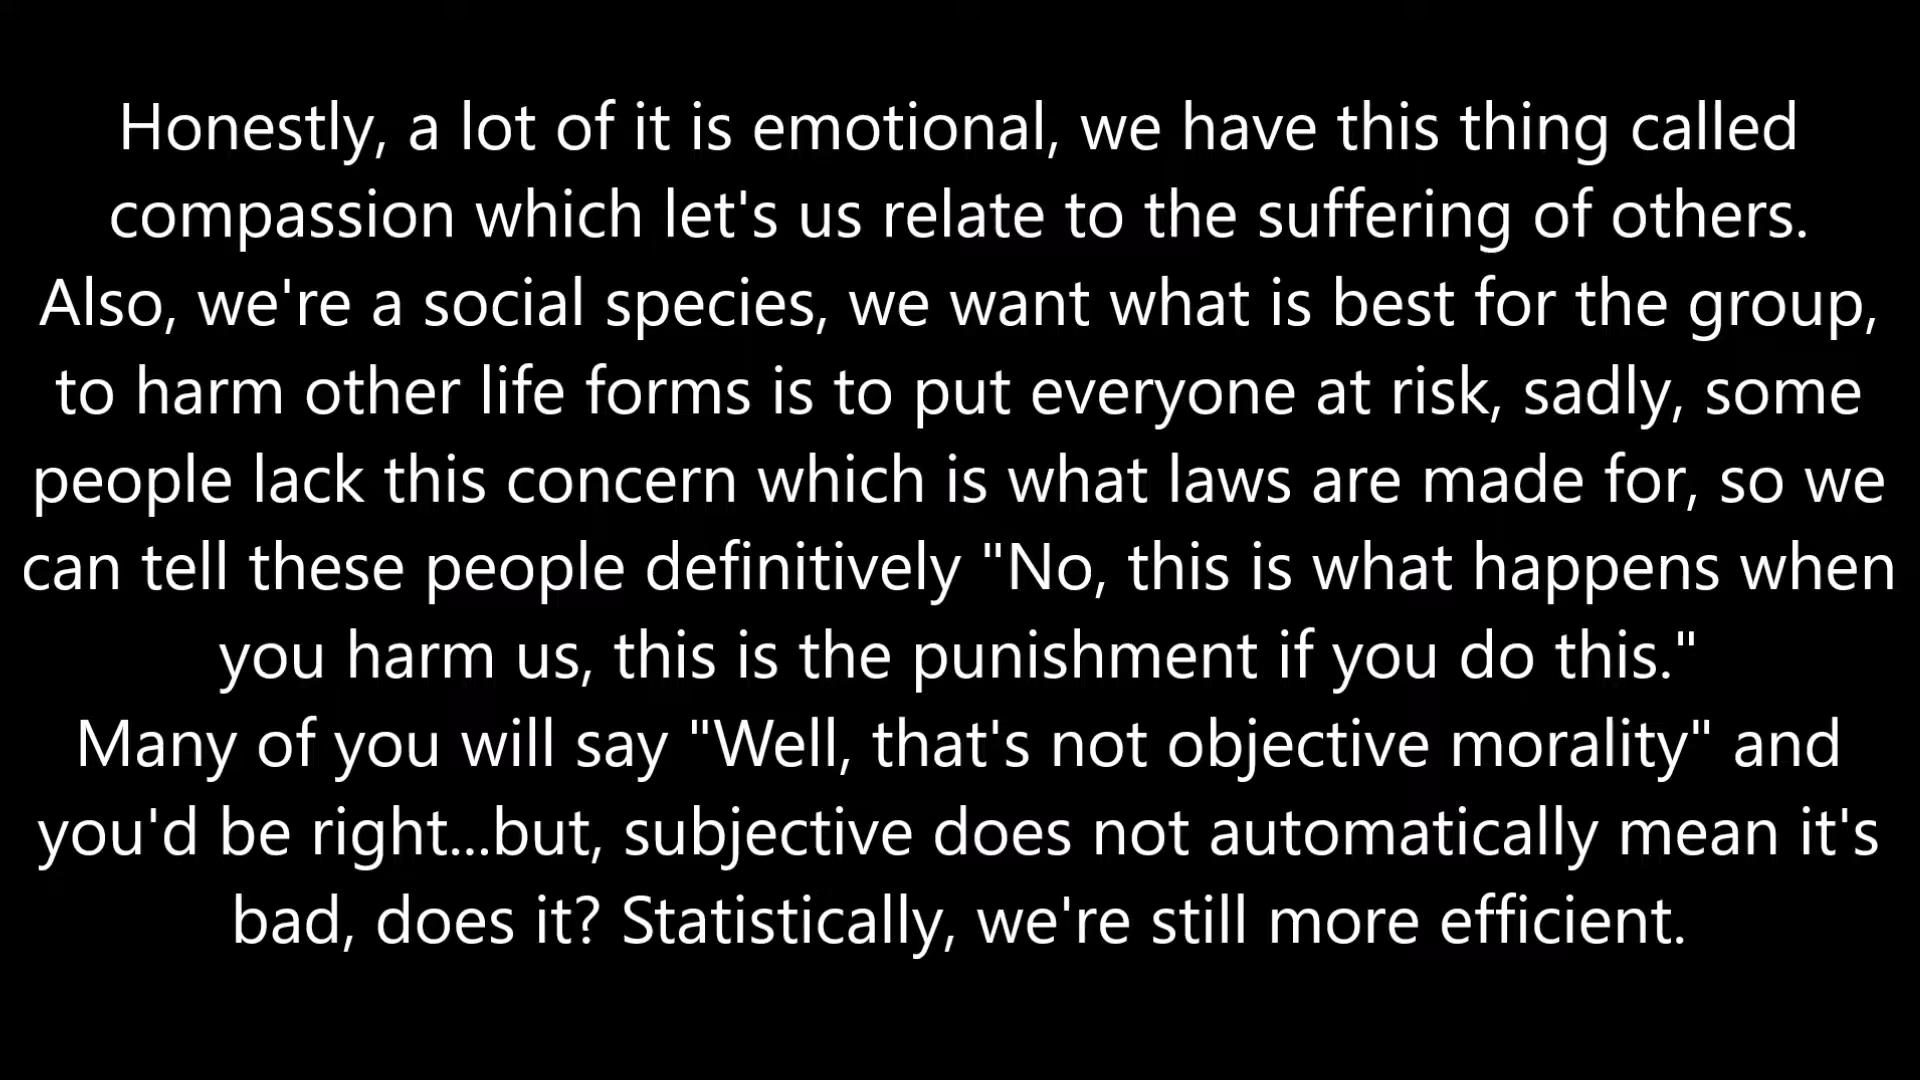 Honestly, a lot of it is emotional, we have this thing called
compassion which let's us relate to the suffering of others.
Also, we're a social species, we want what is best for the group,
to harm other life forms is to put everyone at risk, sadly, some
people lack this concern which is what laws are made for, so we
can tell these people definitively "No, this is what happens when
you harm us, this is the punishment if you do this."
Many of you will say "Well, that's not objective morality" and
you'd be right...but, subjective does not automatically mean it's
bad, does it? Statistically, we're still more efficient.